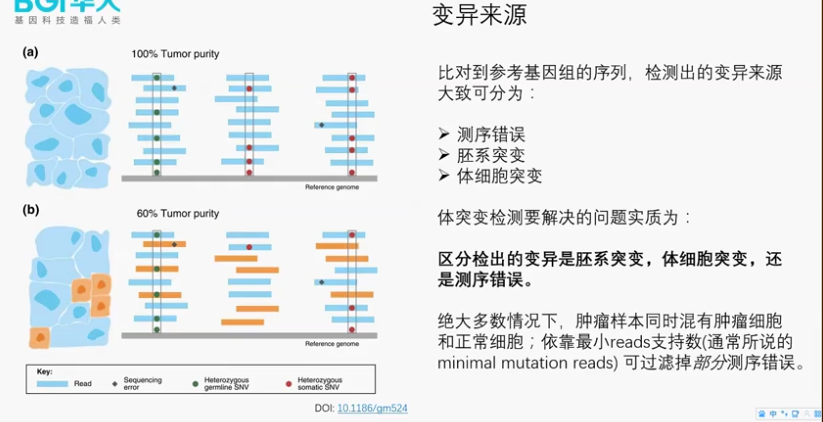 BGI华大
基因科技造福人类
变异来源
(a)
100% Tumor purity
Reference genome
(b)
60% Tumor purity
Reference genome
Key:
Read
Sequencing
error
Heterozygous
germline SNV
Heterozygous
somatic SNV
DOI: 10.1186/gm524
比对到参考基因组的序列，检测出的变异来源
大致可分为：
➢ 测序错误
➢ 胚系突变
➢ 体细胞突变
体突变检测要解决的问题实质为：
区分检出的变异是胚系突变，体细胞突变，还
是测序错误。
绝大多数情况下，肿瘤样本同时混有肿瘤细胞
和正常细胞；依靠最小reads支持数(通常所说的
minimal mutation reads) 可过滤掉部分测序错误。
中